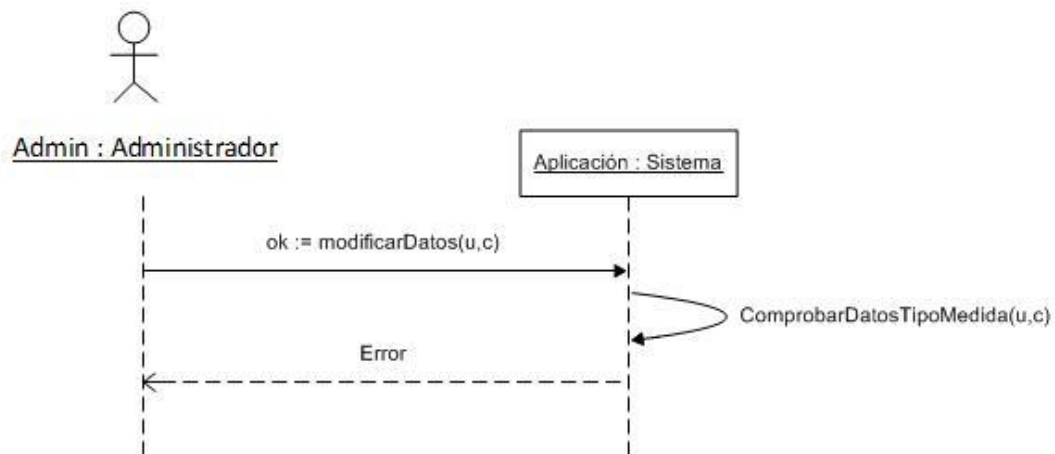 Admin : Administrador
Aplicación : Sistema
ok := modificarDatos(u,c)
ComprobarDatosTipoMedida(u,c)
Error